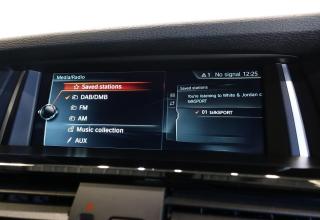 Media/Radio
1 No signal 12:25
Saved stations
DAB/DMB
FM
AM
Music collection
AUX
Saved stations
You're listening to White & Jordan
talkSPORT
01 talkSPORT